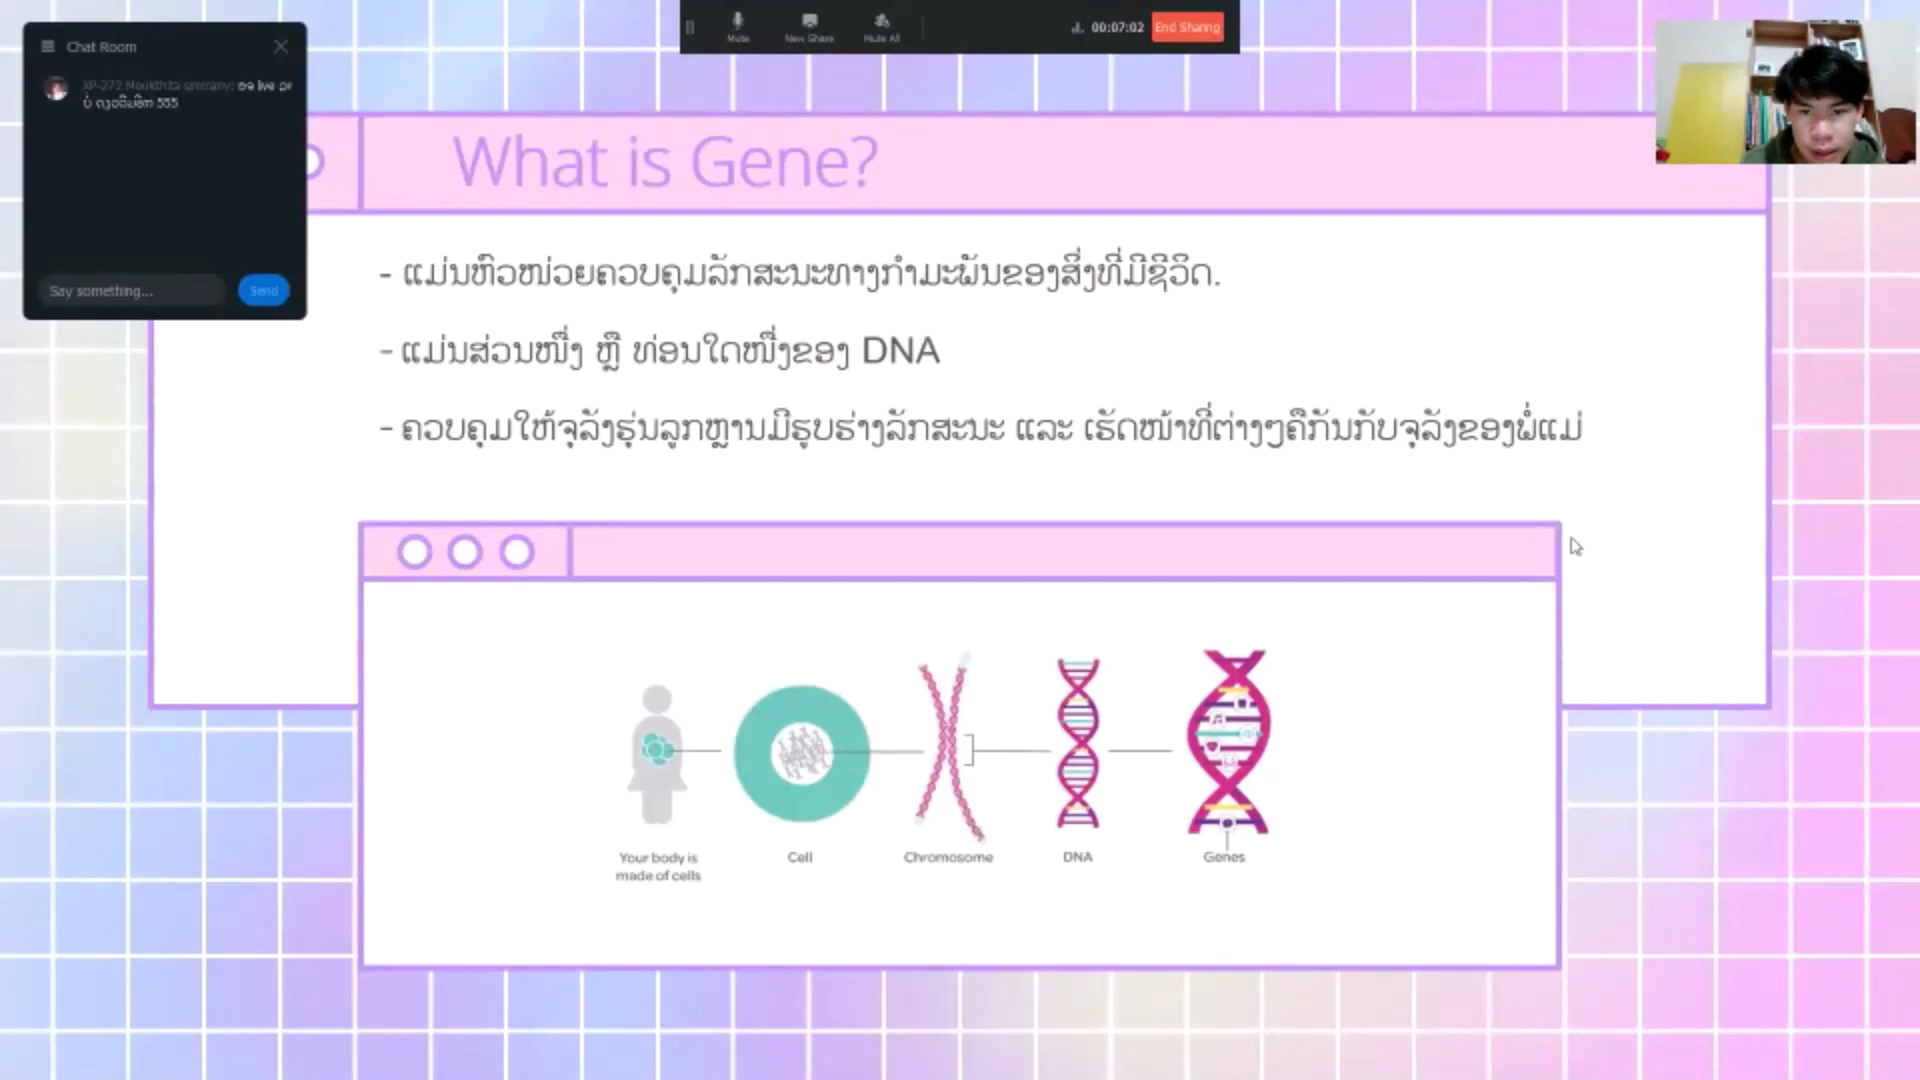 Mute
New Share
Mute All
00:07:02
End Sharing
Chat Room
555
Say something...
Send
What is Gene?
- ແມ່ນຫົວໜ່ວຍຄວບຄຸມລັກສະນະທາງກຳມະພັນຂອງສິ່ງທີ່ມີຊີວິດ.
- ແມ່ນສ່ວນໜຶ່ງ ຫຼື ທ່ອນໃດໜຶ່ງຂອງ DNA
- ຄວບຄຸມໃຫ້ຈຸລັງຮຸ່ນລູກຫຼານມີຮູບຮ່າງລັກສະນະ ແລະ ເຮັດໜ້າທີ່ຕ່າງໆຄືກັນກັບຈຸລັງຂອງພໍ່ແມ່
Your body is
made of cells
Cell
Chromosome
DNA
Genes